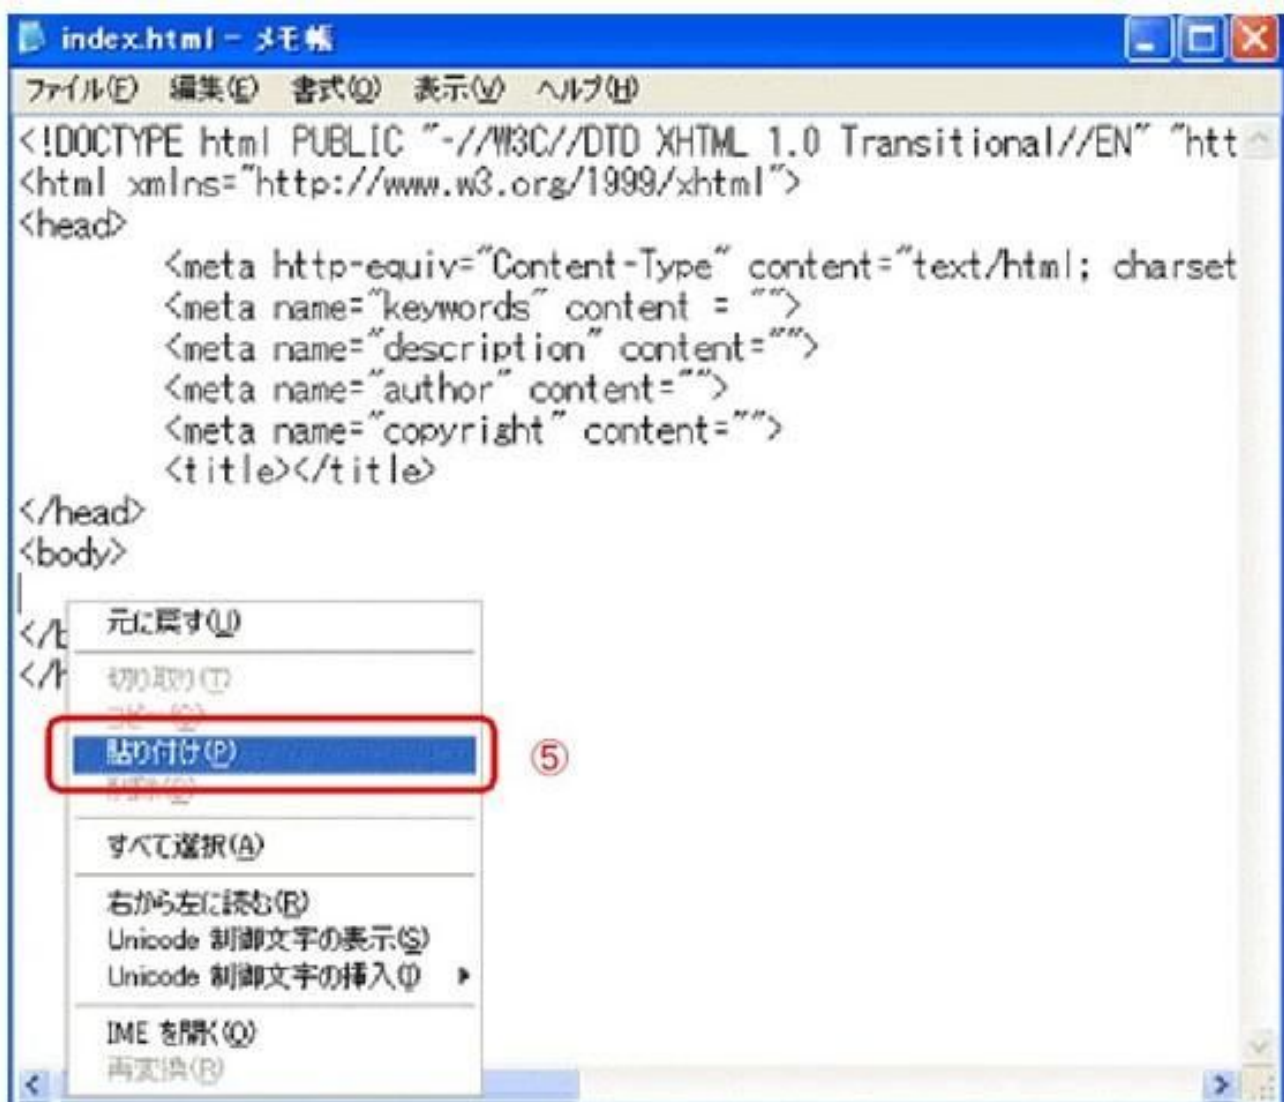 index.html - メモ帳
ファイル(F) 編集(E) 書式(O) 表示(V) ヘルプ(H)
<!DOCTYPE html PUBLIC "-//W3C//DTD XHTML 1.0 Transitional//EN" "htt
<html xmlns="http://www.w3.org/1999/xhtml">
<head>
<meta http-equiv="Content-Type" content="text/html; charset
<meta name="keywords" content = "">
<meta name="description" content="">
<meta name="author" content="">
<meta name="copyright" content="">
<title></title>
</head>
<body>
</b
</h
元に戻す(U)
切り取り(T)
コピー(C)
貼り付け(P)
⑤
削除(D)
すべて選択(A)
右から左に読む(R)
Unicode 制御文字の表示(S)
Unicode 制御文字の挿入(I)
IME を開く(O)
再変換(R)